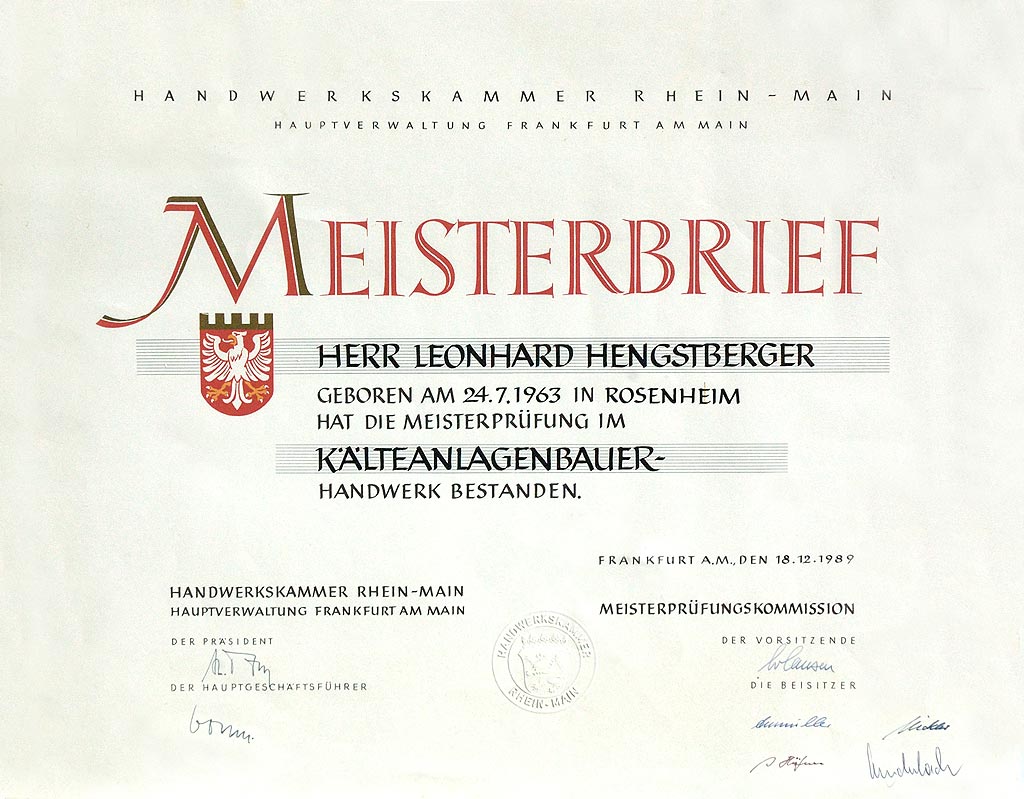 HANDWERKSKAMMER RHEIN-MAIN
HAUPTVERWALTUNG FRANKFURT AM MAIN
MEISTERBRIEF
HERR LEONHARD HENGSTBERGER
GEBOREN AM 24.7.1963 IN ROSENHEIM
HAT DIE MEISTERPRÜFUNG IM
KÄLTEANLAGENBAUER-
HANDWERK BESTANDEN.
FRANKFURT A.M., DEN 18.12.1989
HANDWERKSKAMMER RHEIN-MAIN
HAUPTVERWALTUNG FRANKFURT AM MAIN
DER PRÄSIDENT
DER HAUPTGESCHÄFTSFÜHRER
HANDWERKSKAMMER
RHEIN-MAIN
MEISTERPRÜFUNGSKOMMISSION
DER VORSITZENDE
DIE BEISITZER